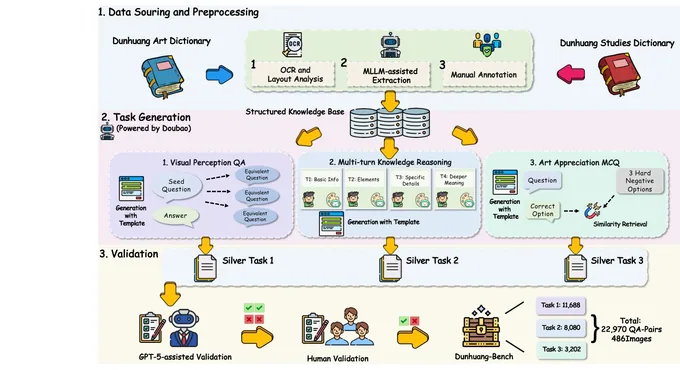 1. Data Souring and Preprocessing
Dunhuang Art Dictionary
Dunhuang Studies Dictionary
1
OCR
OCR and
Layout Analysis
2
MLLM-assisted
Extraction
3
Manual Annotation
2. Task Generation
(Powered by Doubao)
Structured Knowledge Base
1. Visual Perception QA
Generation
with
Template
Seed
Question
Answer
Equivalent
Question
Equivalent
Question
Equivalent
Question
2. Multi-turn Knowledge Reasoning
T1: Basic Info
T2: Elements
T3: Specific
Details
T4: Deeper
Meaning
Generation with Template
3. Art Appreciation MCQ
Generation
with
Template
Question
Correct
Option
3 Hard
Negative
Options
Similarity Retrieval
3. Validation
Silver Task 1
Silver Task 2
Silver Task 3
GPT-5-assisted Validation
Human Validation
Dunhuang-Bench
Task 1: 11,688
Task 2: 8,080
Task 3: 3,202
Total:
22,970 QA-Pairs
486Images